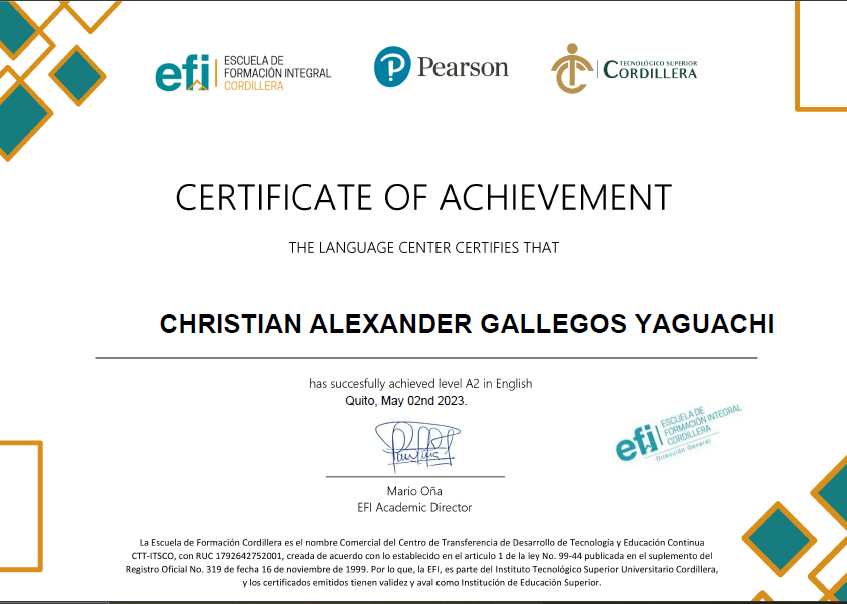 efi ESCUELA DE
FORMACIÓN INTEGRAL
CORDILLERA
Pearson
TECNOLÓGICO SUPERIOR
CORDILLERA
CERTIFICATE OF ACHIEVEMENT
THE LANGUAGE CENTER CERTIFIES THAT
CHRISTIAN ALEXANDER GALLEGOS YAGUACHI
has succesfully achieved level A2 in English
Quito, May 02nd 2023.
efi ESCUELA DE
FORMACIÓN INTEGRAL
CORDILLERA
Dirección General
Mario Oña
EFI Academic Director
La Escuela de Formación Cordillera es el nombre Comercial del Centro de Transferencia de Desarrollo de Tecnología y Educación Continua
CTT-ITSCO, con RUC 1792642752001, creada de acuerdo con lo establecido en el articulo 1 de la ley No. 99-44 publicada en el suplemento del
Registro Oficial No. 319 de fecha 16 de noviembre de 1999. Por lo que, la EFI, es parte del Instituto Tecnológico Superior Universitario Cordillera,
y los certificados emitidos tienen validez y aval como Institución de Educación Superior.